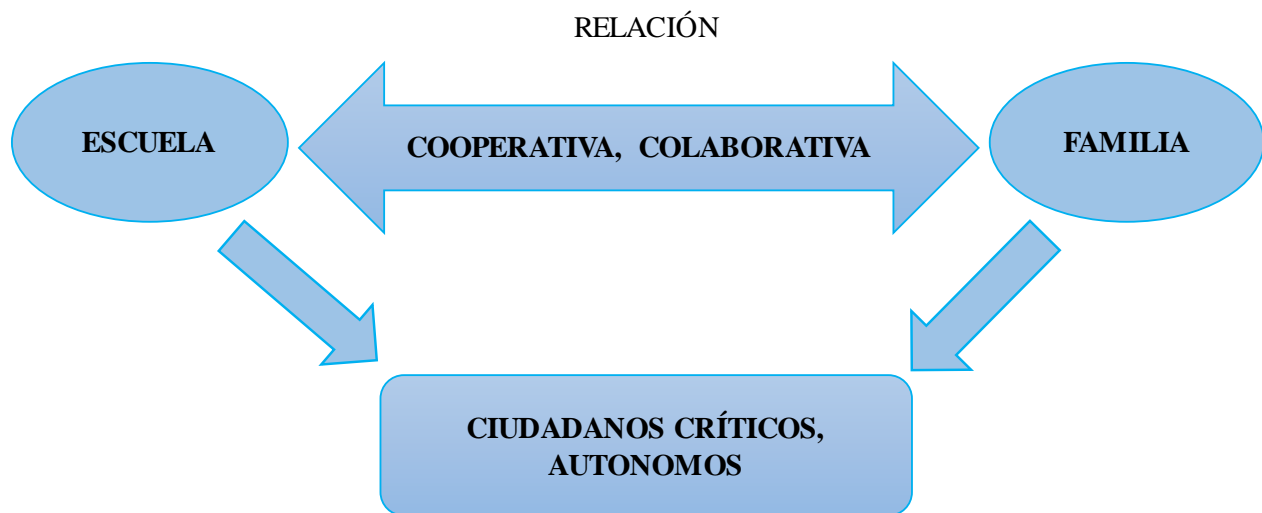 RELACIÓN
ESCUELA
COOPERATIVA, COLABORATIVA
FAMILIA
CIUDADANOS CRÍTICOS,
AUTONOMOS